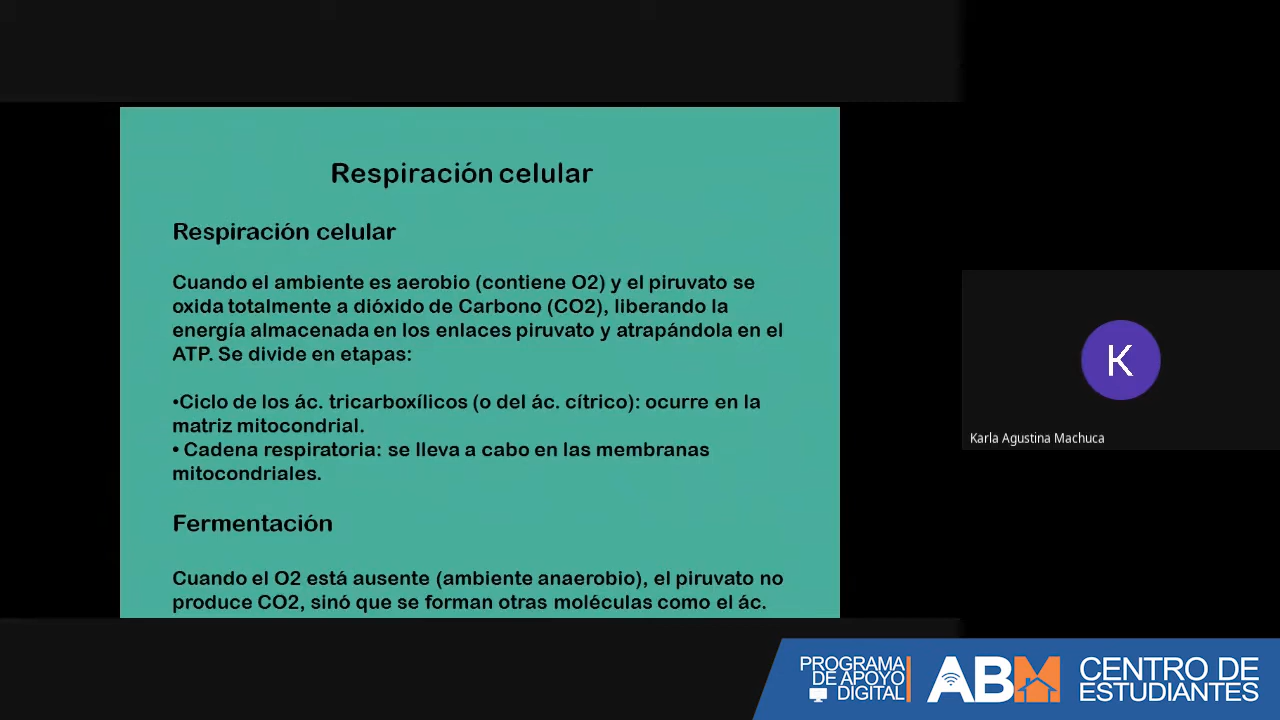 Respiración celular
Respiración celular
Cuando el ambiente es aerobio (contiene O2) y el piruvato se
oxida totalmente a dióxido de Carbono (CO2), liberando la
energía almacenada en los enlaces piruvato y atrapándola en el
ATP. Se divide en etapas:
•Ciclo de los ác. tricarboxílicos (o del ác. cítrico): ocurre en la
matriz mitocondrial.
• Cadena respiratoria: se lleva a cabo en las membranas
mitocondriales.
Fermentación
Cuando el O2 está ausente (ambiente anaerobio), el piruvato no
produce CO2, sinó que se forman otras moléculas como el ác.
K
Karla Agustina Machuca
PROGRAMA
DE APOYO
DIGITAL
ABM
CENTRO DE
ESTUDIANTES